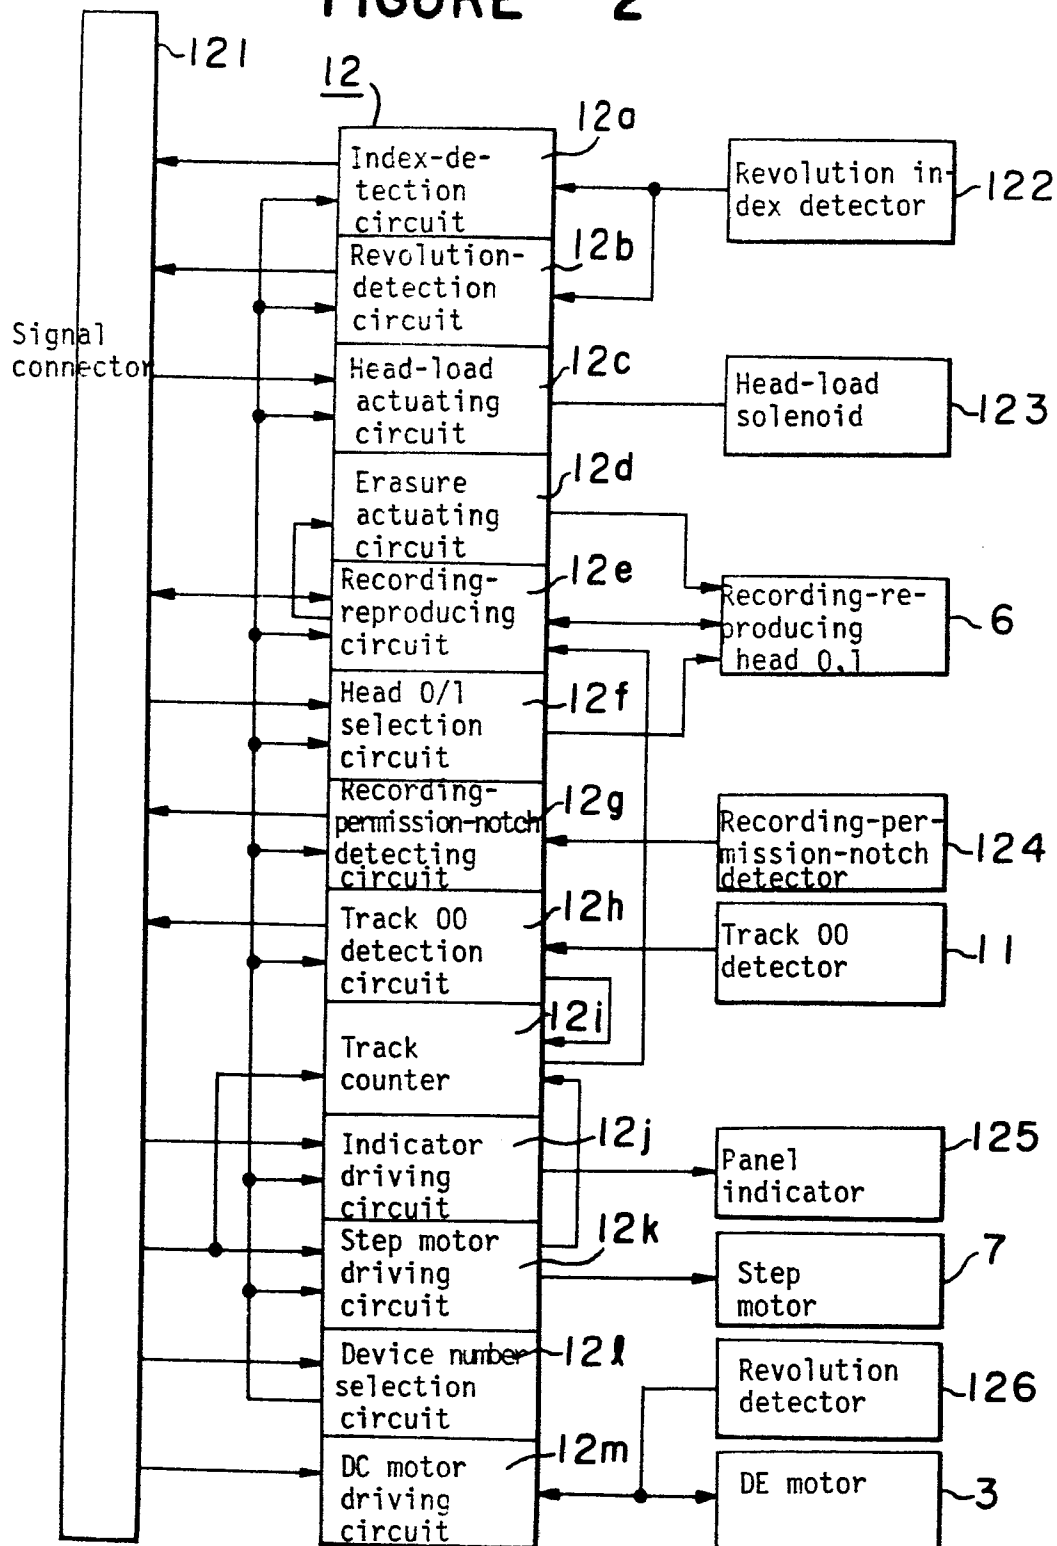 FIGURE 2
121
12
12a
Index-de-
tection
circuit
Revolution in-
dex detector
122
12b
Revolution-
detection
circuit
Signal
connector
12c
Head-load
actuating
circuit
Head-load
solenoid
123
12d
Erasure
actuating
circuit
12e
Recording-
reproducing
circuit
Recording-re-
producing
head 0,1
6
12f
Head 0/1
selection
circuit
12g
Recording-
permission-notch
detecting
circuit
Recording-per-
mission-notch
detector
124
12h
Track 00
detection
circuit
Track 00
detector
11
12i
Track
counter
12j
Indicator
driving
circuit
Panel
indicator
125
12k
Step motor
driving
circuit
Step
motor
7
12l
Device number
selection
circuit
Revolution
detector
126
12m
DC motor
driving
circuit
DE motor
3